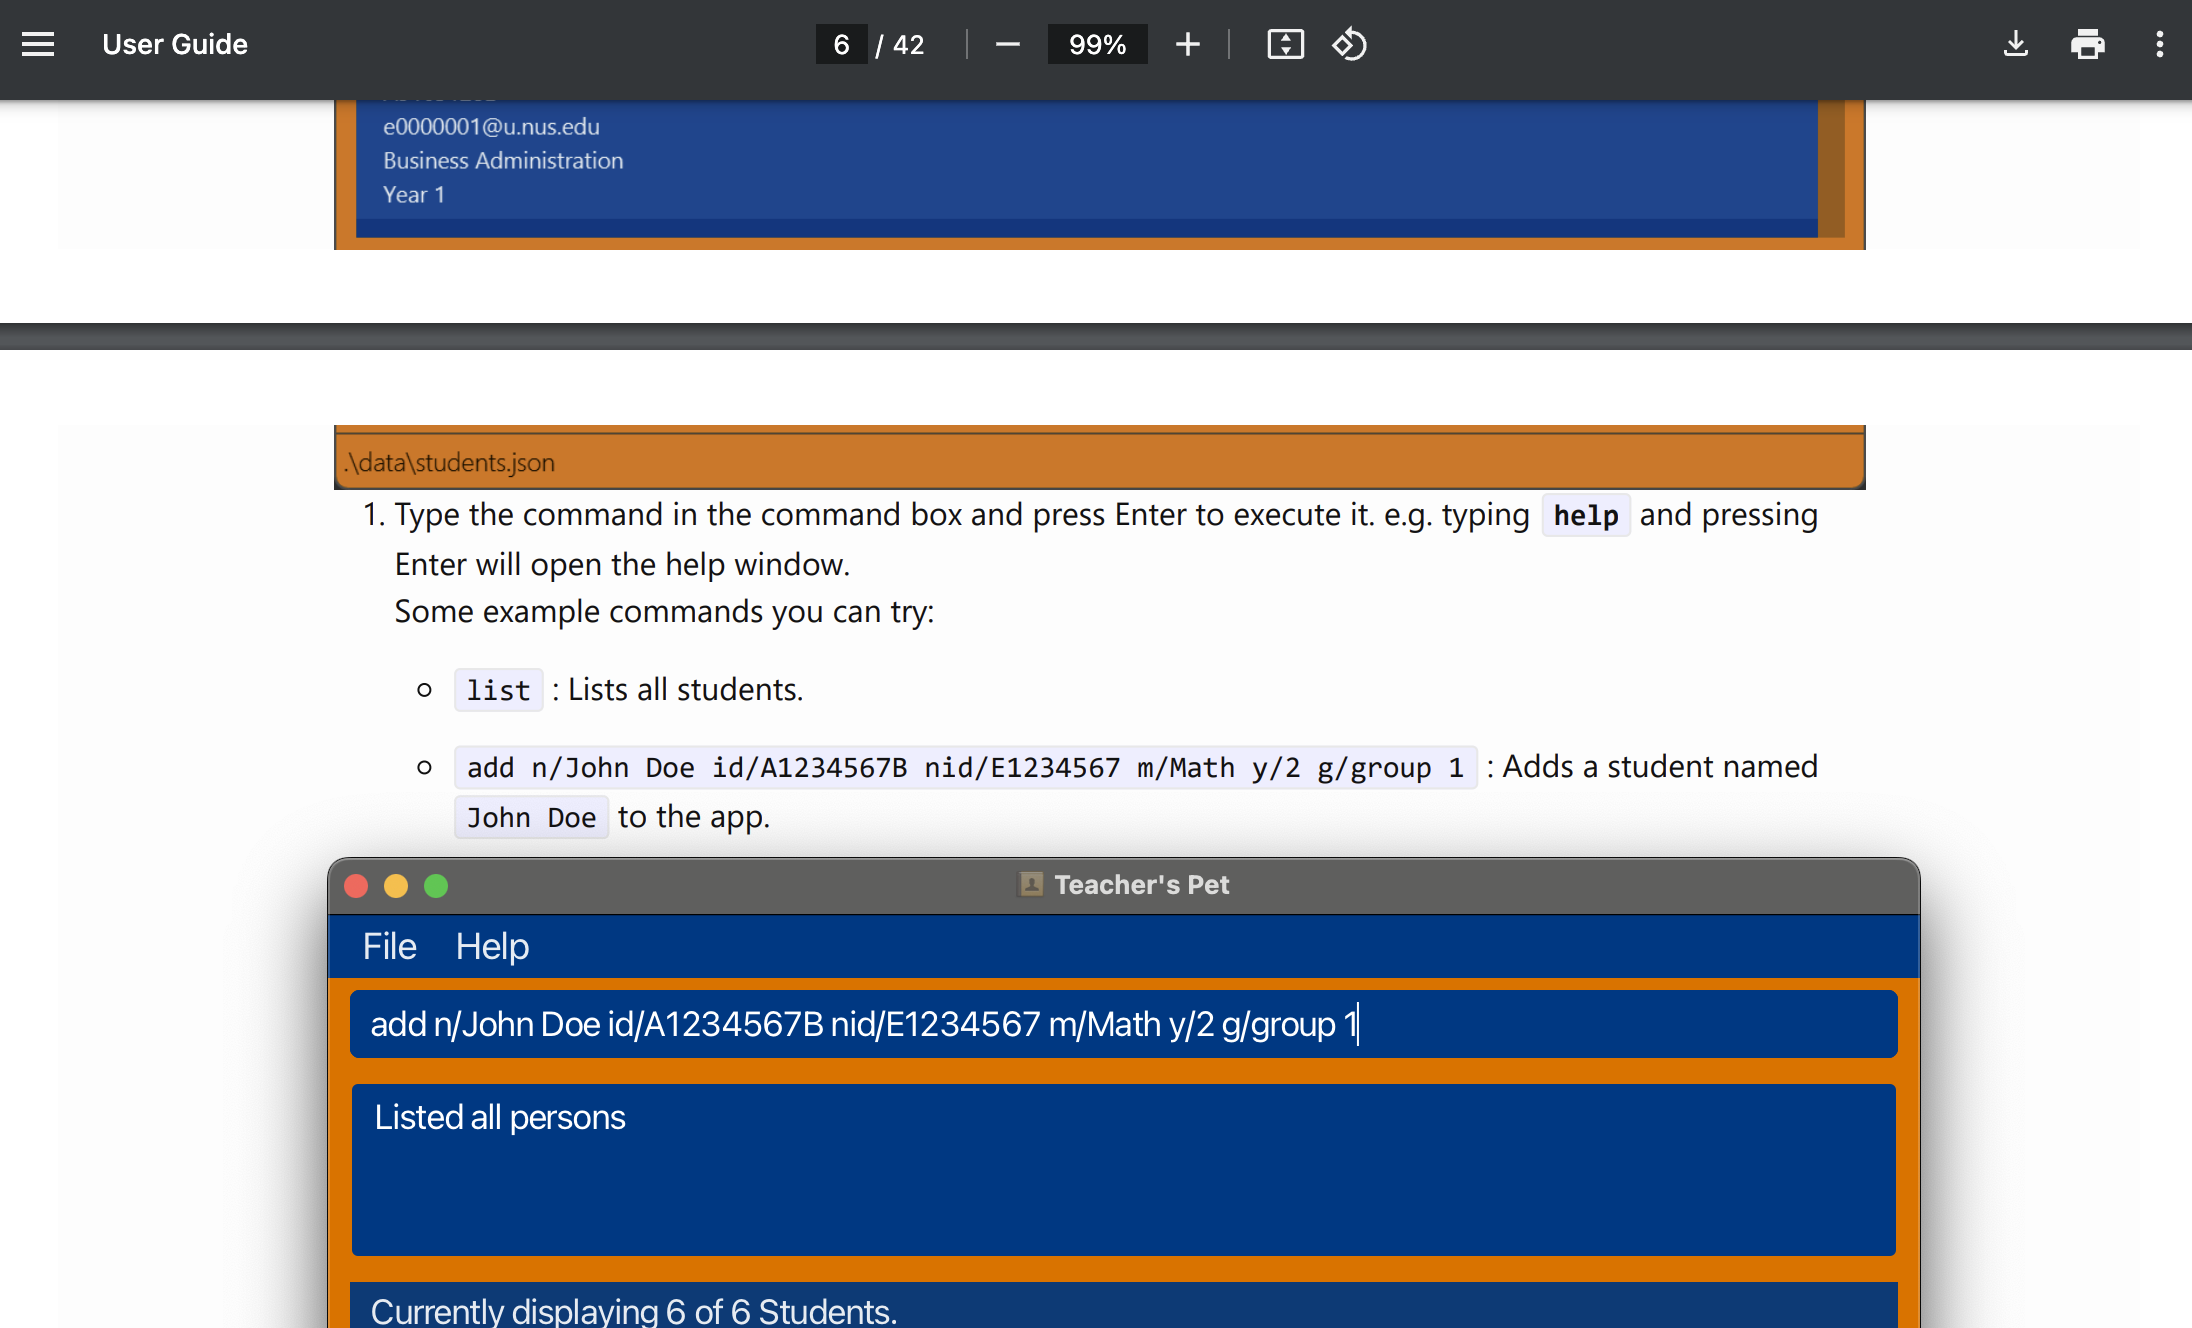 User Guide
6 / 42
99%
e0000001@u.nus.edu
Business Administration
Year 1
.\data\students.json
1. Type the command in the command box and press Enter to execute it. e.g. typing help and pressing
Enter will open the help window.
Some example commands you can try:
list : Lists all students.
add n/John Doe id/A1234567B nid/E1234567 m/Math y/2 g/group 1 : Adds a student named
John Doe to the app.
Teacher's Pet
File Help
add n/John Doe id/A1234567B nid/E1234567 m/Math y/2 g/group 1
Listed all persons
Currently displaying 6 of 6 Students.